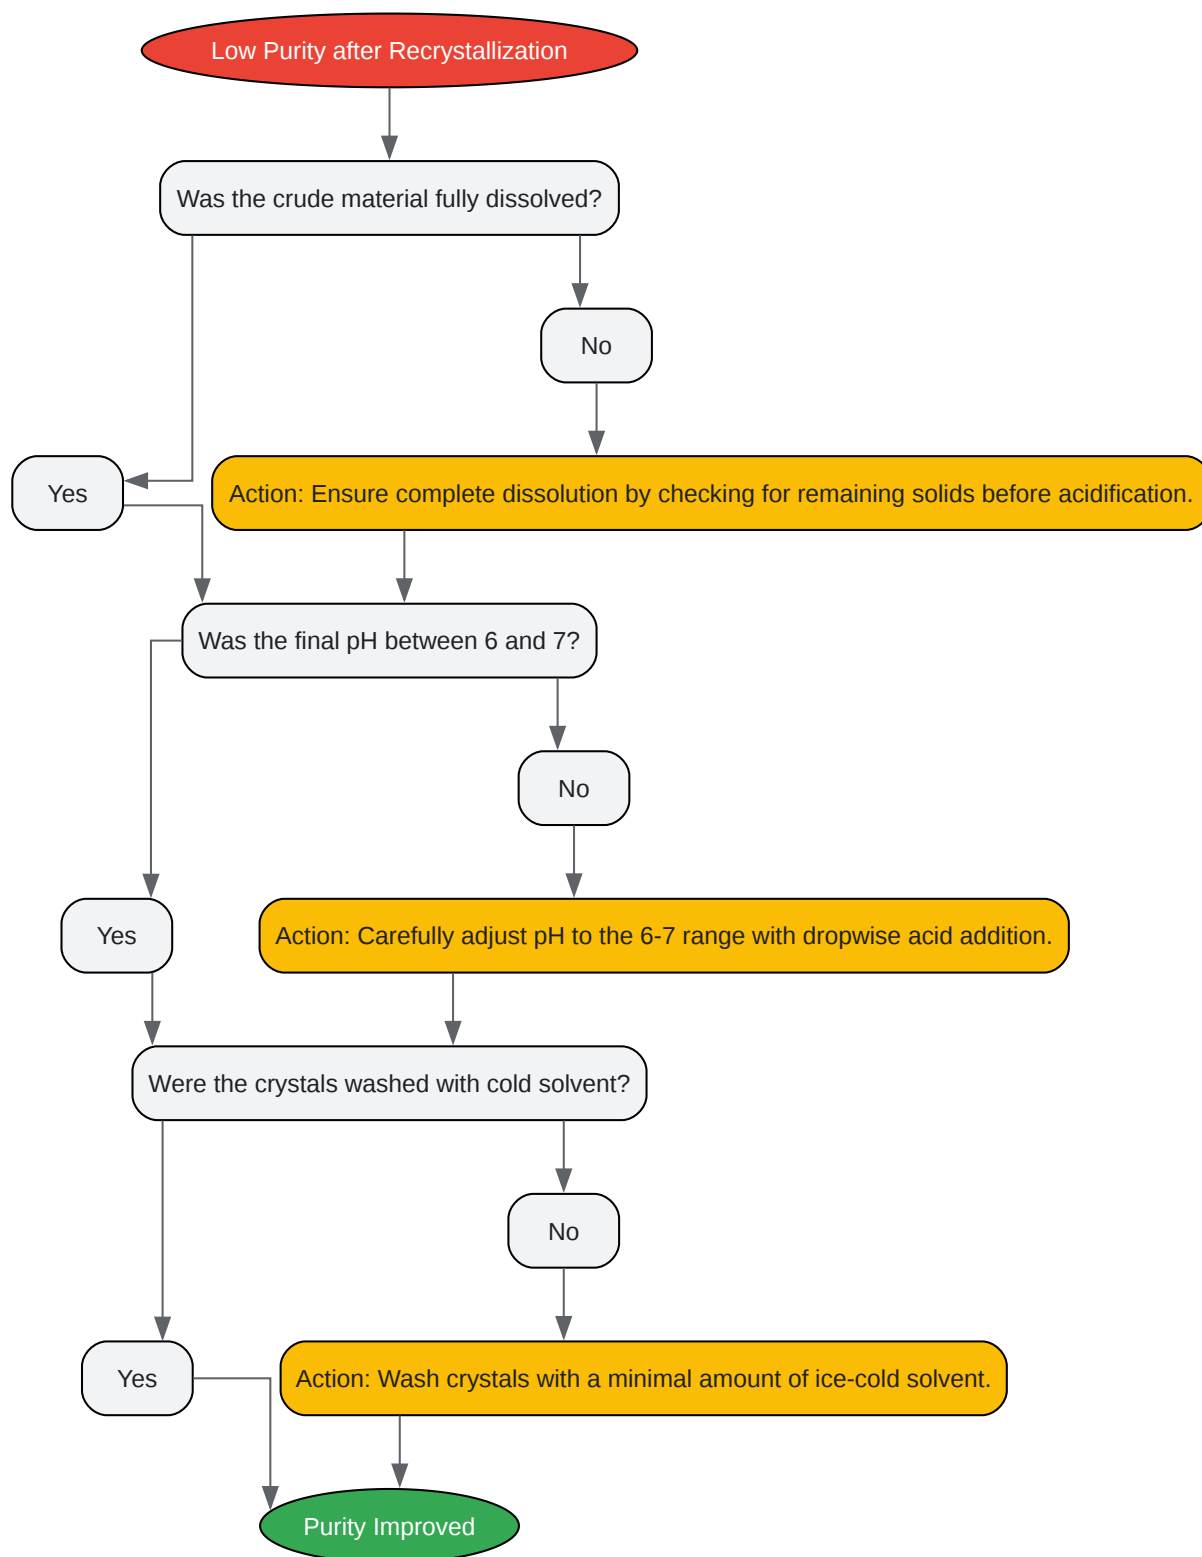 Low Purity after Recrystallization
Was the crude material fully dissolved?
No
Yes
Action: Ensure complete dissolution by checking for remaining solids before acidification.
Was the final pH between 6 and 7?
No
Yes
Action: Carefully adjust pH to the 6-7 range with dropwise acid addition.
Were the crystals washed with cold solvent?
No
Yes
Action: Wash crystals with a minimal amount of ice-cold solvent.
Purity Improved